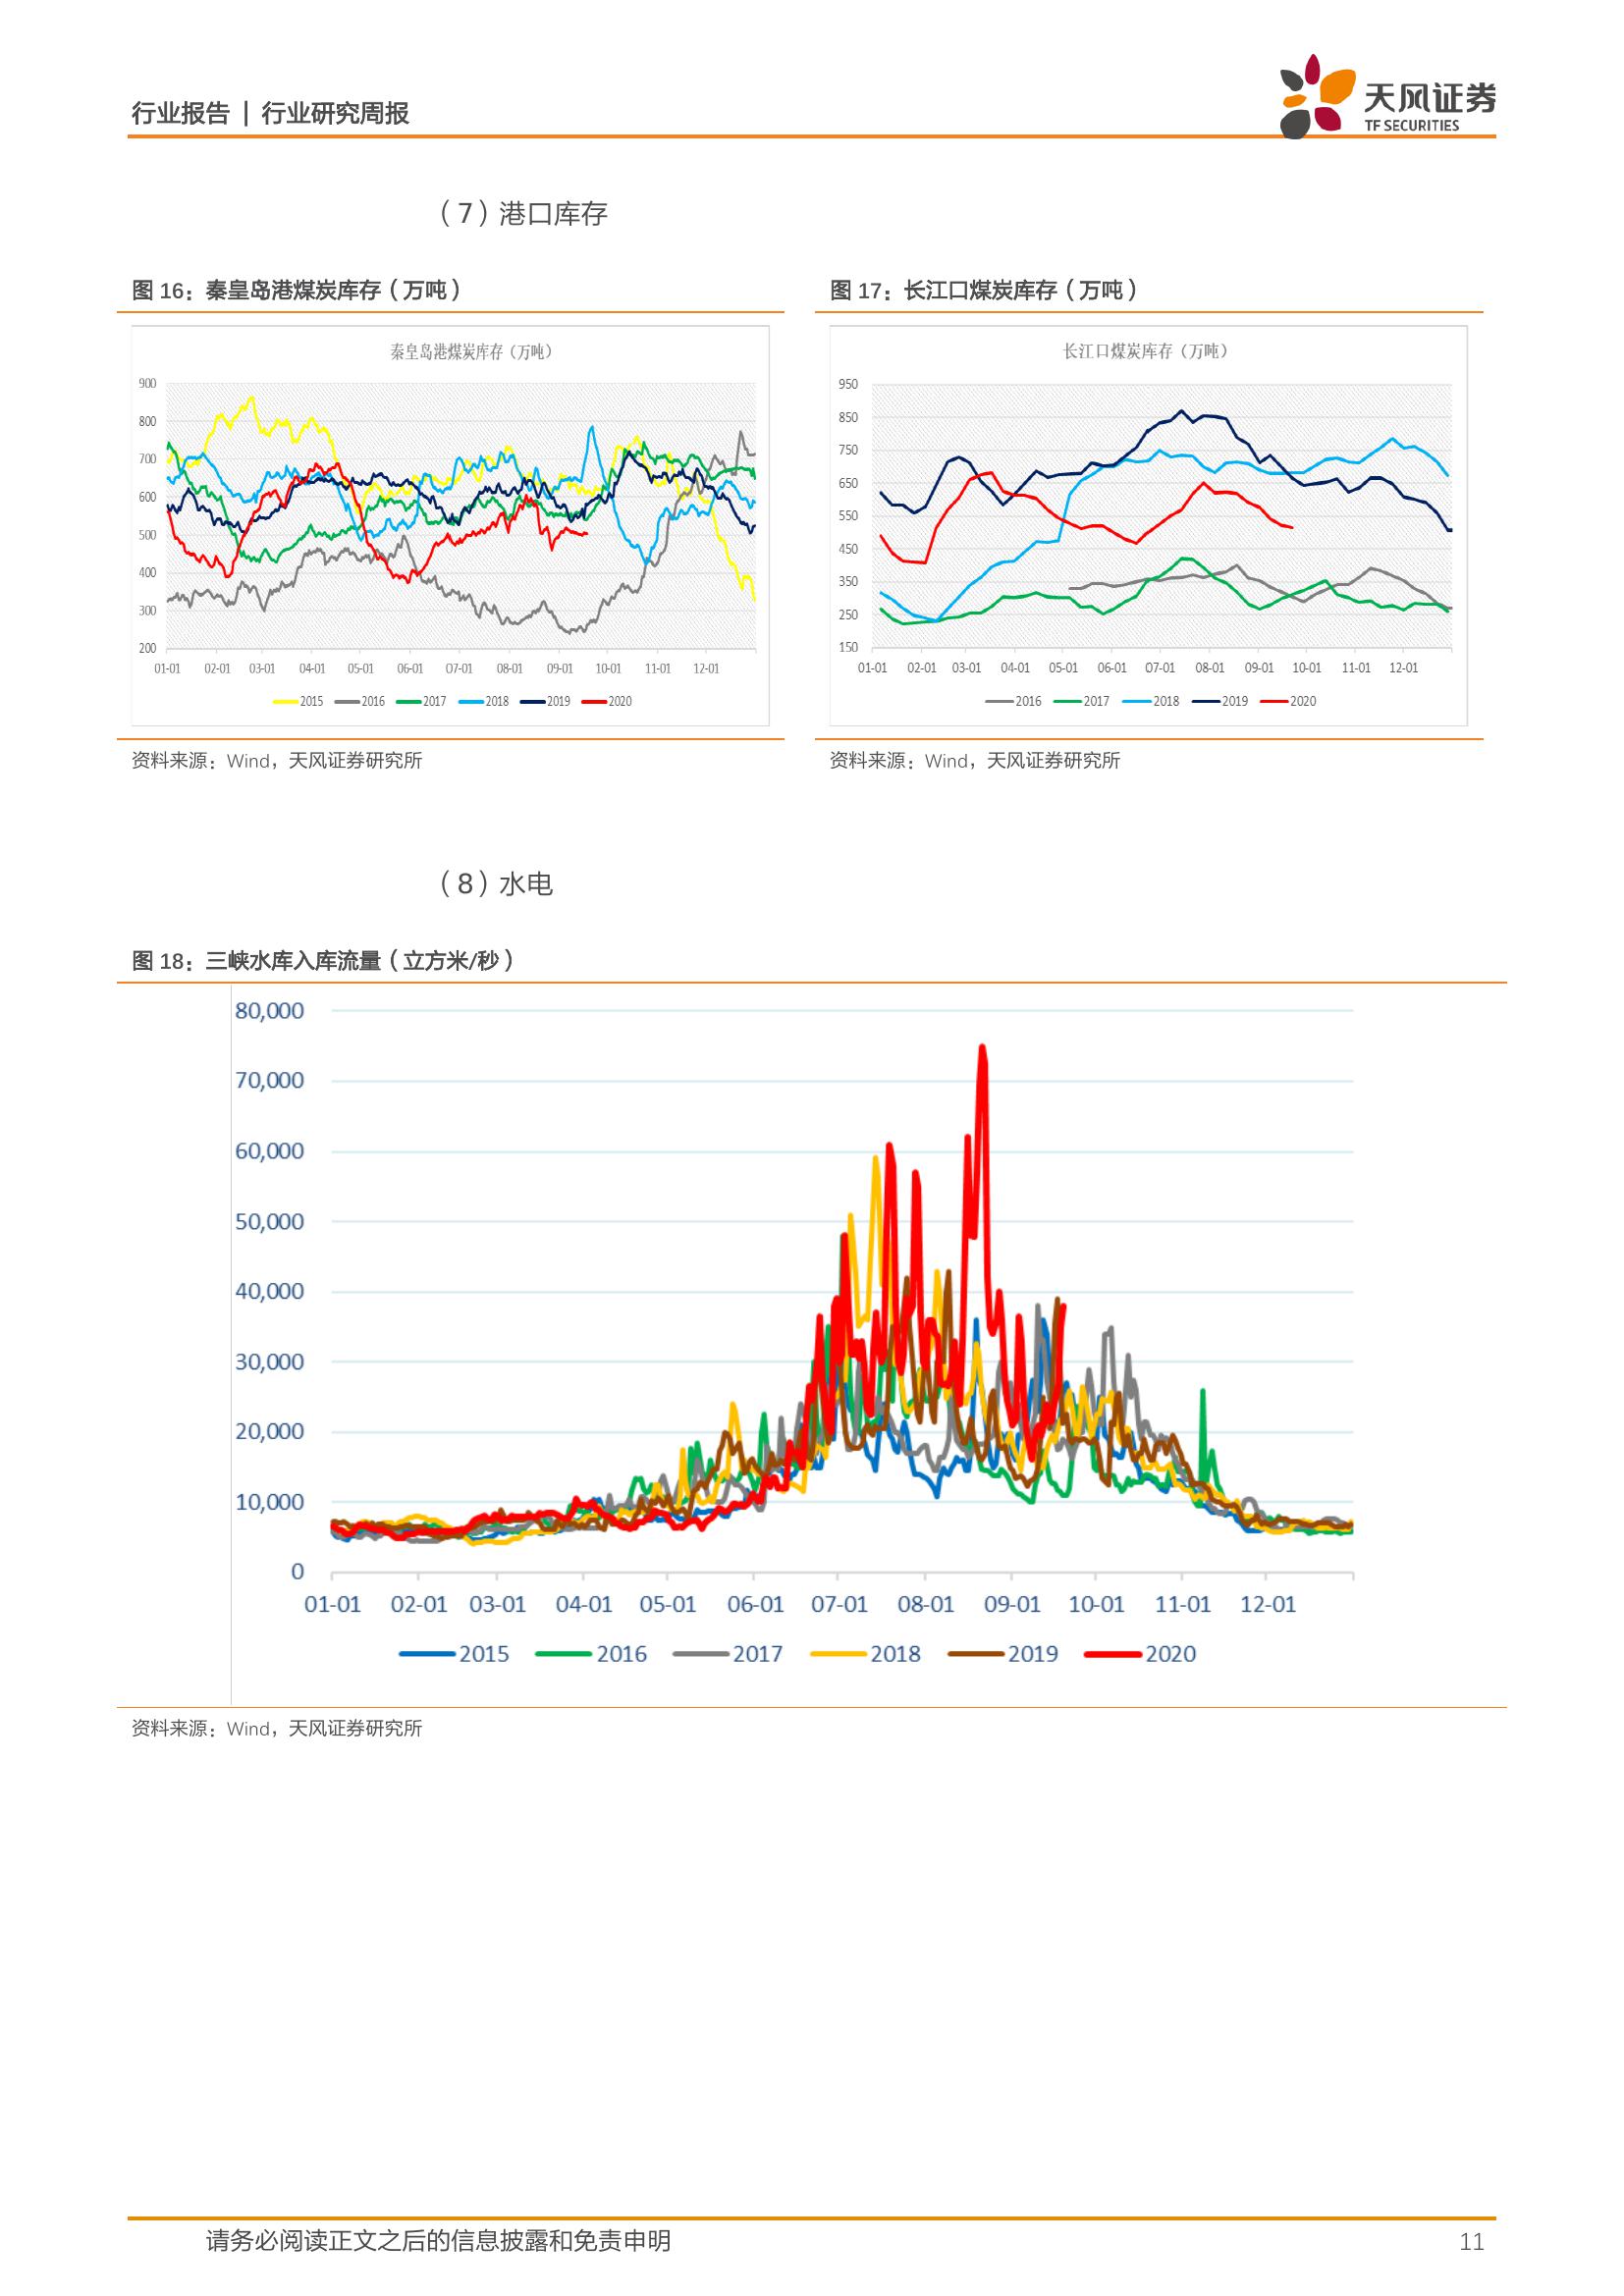 行业报告 | 行业研究周报
天风证券
TF SECURITIES
（7）港口库存
图 16：秦皇岛港煤炭库存（万吨）
秦皇岛港煤炭库存（万吨）
900
800
700
600
500
400
300
200
01-01 02-01 03-01 04-01 05-01 06-01 07-01 08-01 09-01 10-01 11-01 12-01
2015 2016 2017 2018 2019 2020
资料来源：Wind，天风证券研究所
图 17：长江口煤炭库存（万吨）
长江口煤炭库存（万吨）
950
850
750
650
550
450
350
250
150
01-01 02-01 03-01 04-01 05-01 06-01 07-01 08-01 09-01 10-01 11-01 12-01
2016 2017 2018 2019 2020
资料来源：Wind，天风证券研究所
（8）水电
图 18：三峡水库入库流量（立方米/秒）
80,000
70,000
60,000
50,000
40,000
30,000
20,000
10,000
0
01-01 02-01 03-01 04-01 05-01 06-01 07-01 08-01 09-01 10-01 11-01 12-01
2015 2016 2017 2018 2019 2020
资料来源：Wind，天风证券研究所
请务必阅读正文之后的信息披露和免责申明 11